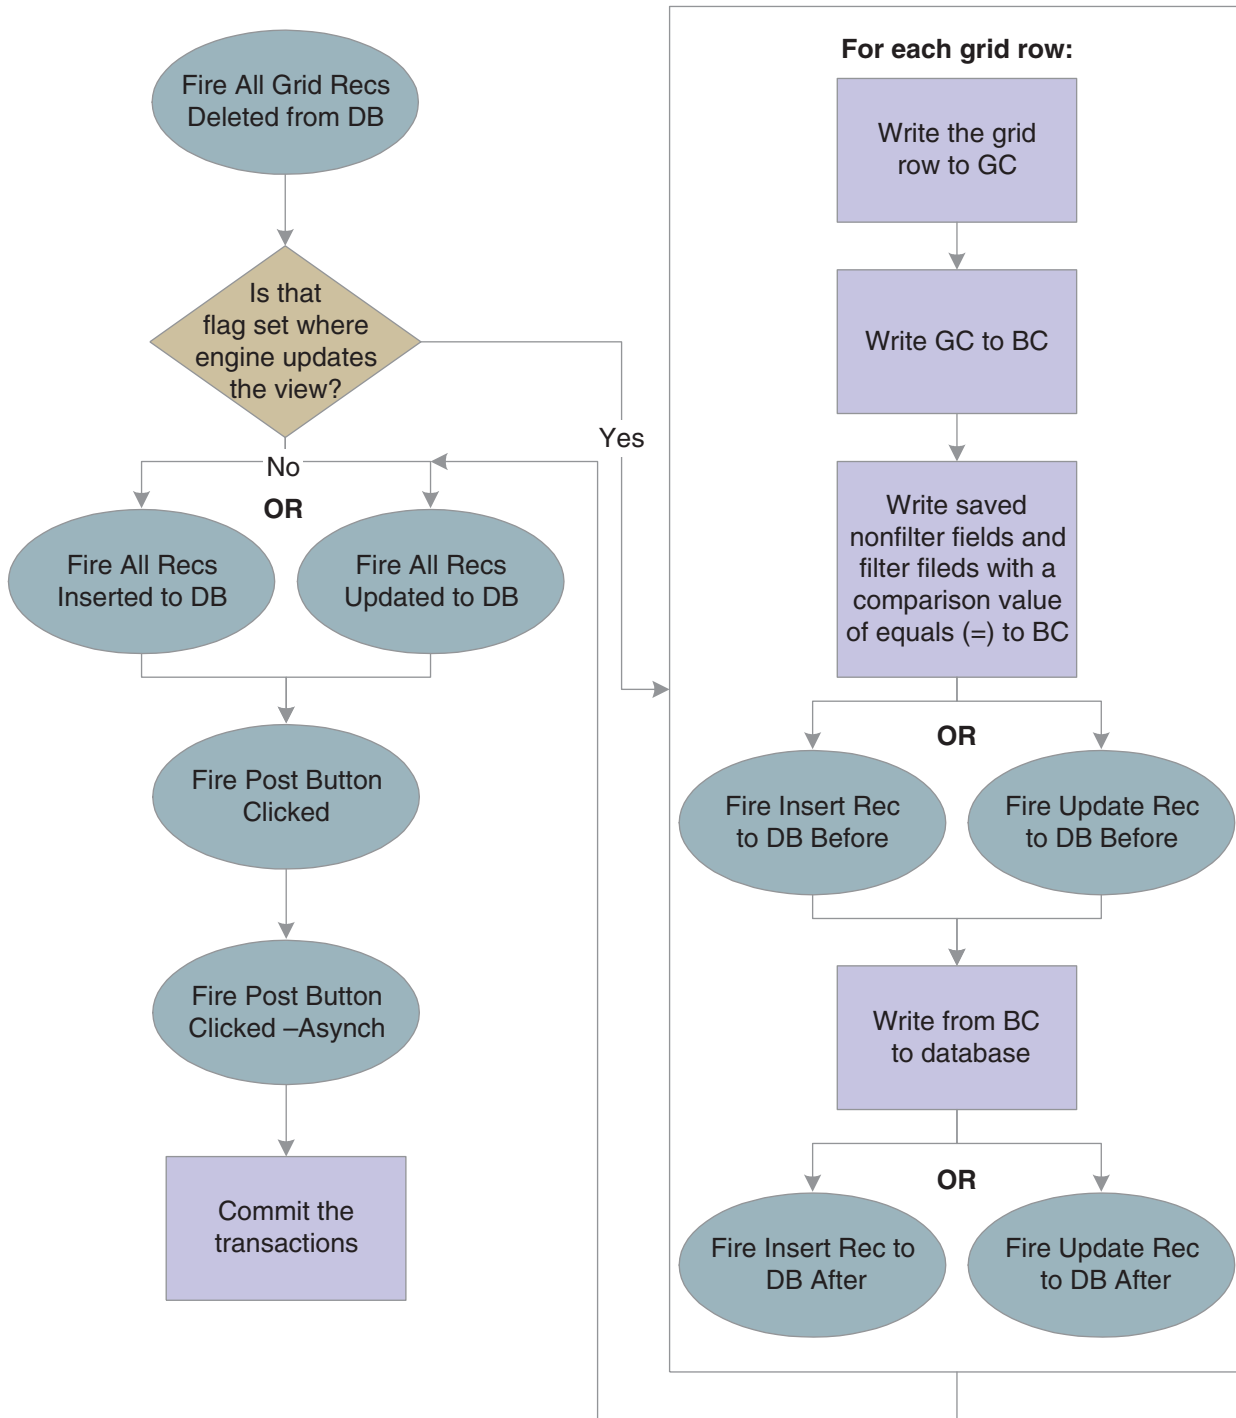 Fire All Grid Recs
Deleted from DB
Is that
flag set where
engine updates
the view?
Yes
No
OR
Fire All Recs
Inserted to DB
Fire All Recs
Updated to DB
Fire Post Button
Clicked
Fire Post Button
Clicked –Asynch
Commit the
transactions
For each grid row:
Write the grid
row to GC
Write GC to BC
Write saved
nonfilter fields and
filter fileds with a
comparison value
of equals (=) to BC
OR
Fire Insert Rec
to DB Before
Fire Update Rec
to DB Before
Write from BC
to database
OR
Fire Insert Rec to
DB After
Fire Update Rec
to DB After